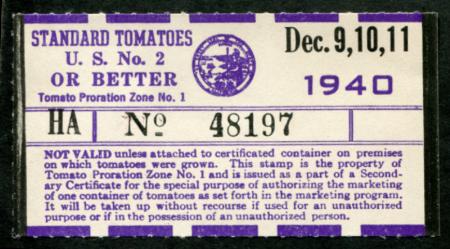 STANDARD TOMATOES
U. S. No. 2
OR BETTER
Tomato Proration Zone No. 1
Dec. 9,10,11
1940
HA No 48197
NOT VALID unless attached to certificated container on premises
on which tomatoes were grown. This stamp is the property of
Tomato Proration Zone No. 1 and is issued as a part of a Second-
ary Certificate for the special purpose of authorizing the marketing
of one container of tomatoes as set forth in the marketing program.
It will be taken up without recourse if used for an unauthorized
purpose or if in the possession of an unauthorized person.